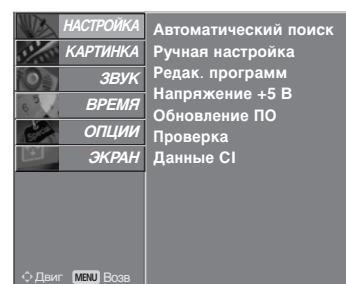 НАСТРОЙКА
КАРТИНКА
ЗВУК
ВРЕМЯ
ОПЦИИ
ЭКРАН
Автоматический поиск
Ручная настройка
Редак. программ
Напряжение +5 В
Обновление ПО
Проверка
Данные CI
Двиг MENU Возв